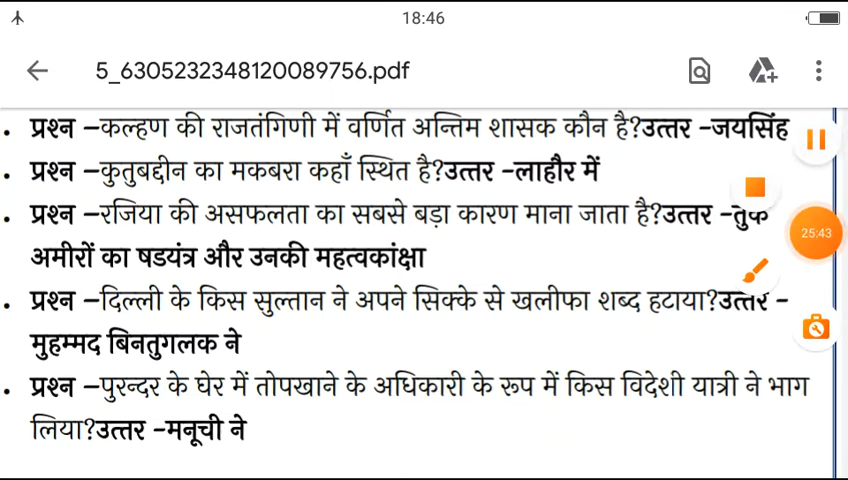 18:46
5_6305232348120089756.pdf
• प्रश्न –कल्हण की राजतंगिणी में वर्णित अन्तिम शासक कौन है?उत्तर –जयसिंह
• प्रश्न –कुतुबद्दीन का मकबरा कहाँ स्थित है?उत्तर –लाहौर में
• प्रश्न –रजिया की असफलता का सबसे बड़ा कारण माना जाता है?उत्तर –
25:43
अमीरों का षडयंत्र और उनकी महत्वकांक्षा
• प्रश्न –दिल्ली के किस सुल्तान ने अपने सिक्के से खलीफा शब्द हटाया?उत्तर –
मुहम्मद बिनतुगलक ने
• प्रश्न –पुरन्दर के घेर में तोपखाने के अधिकारी के रूप में किस विदेशी यात्री ने भाग
लिया?उत्तर –मनूची ने